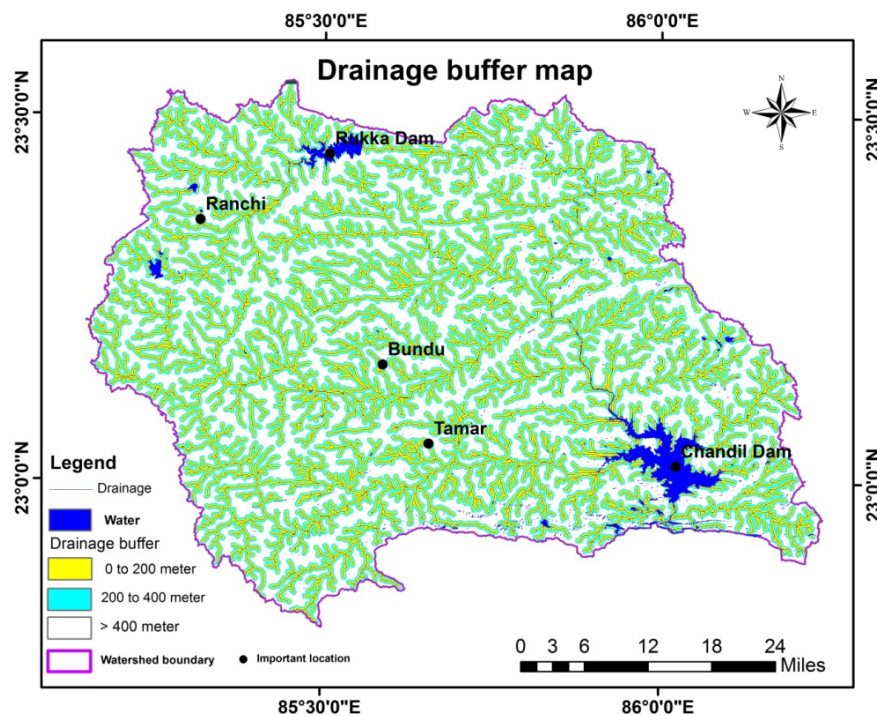 85°30'0"E
86°0'0"E
Drainage buffer map
23°30'0"N
23°30'0"N
N
W
E
S
Rukka Dam
Ranchi
Bundu
Tamar
Chandil Dam
23°0'0"N
23°0'0"N
Legend
Drainage
Water
Drainage buffer
0 to 200 meter
200 to 400 meter
> 400 meter
Watershed boundary
Important location
0 3 6 12 18 24
Miles
85°30'0"E
86°0'0"E